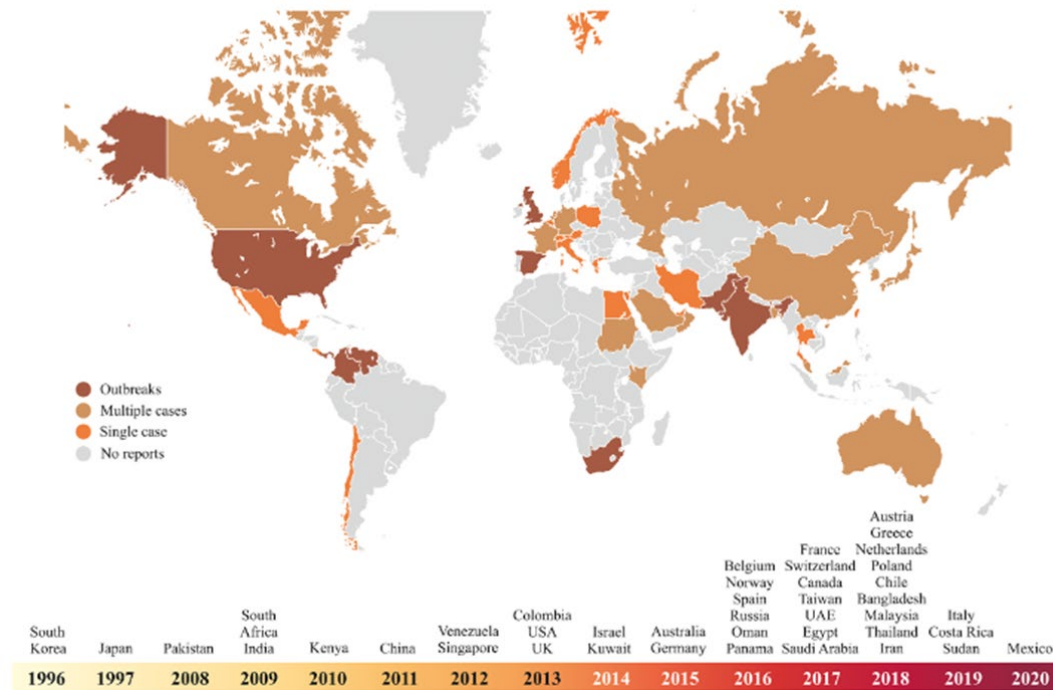 Outbreaks
Multiple cases
Single case
No reports
South
Korea
Japan
Pakistan
South
Africa
India
Kenya
China
Venezuela
Singapore
Colombia
USA
UK
Israel
Kuwait
Australia
Germany
Belgium
Norway
Spain
Russia
Oman
Panama
France
Switzerland
Canada
Taiwan
UAE
Egypt
Saudi Arabia
Austria
Greece
Netherlands
Poland
Chile
Bangladesh
Malaysia
Thailand
Iran
Italy
Costa Rica
Sudan
Mexico
1996 1997 2008 2009 2010 2011 2012 2013 2014 2015 2016 2017 2018 2019 2020